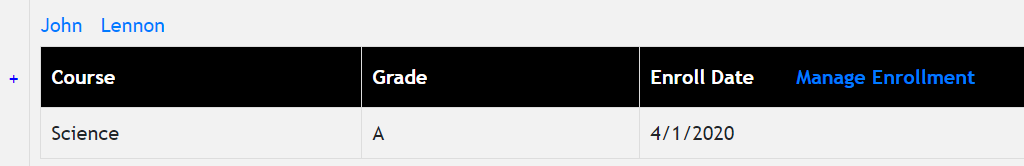 John Lennon
+
Course Grade Enroll Date Manage Enrollment
Science A 4/1/2020